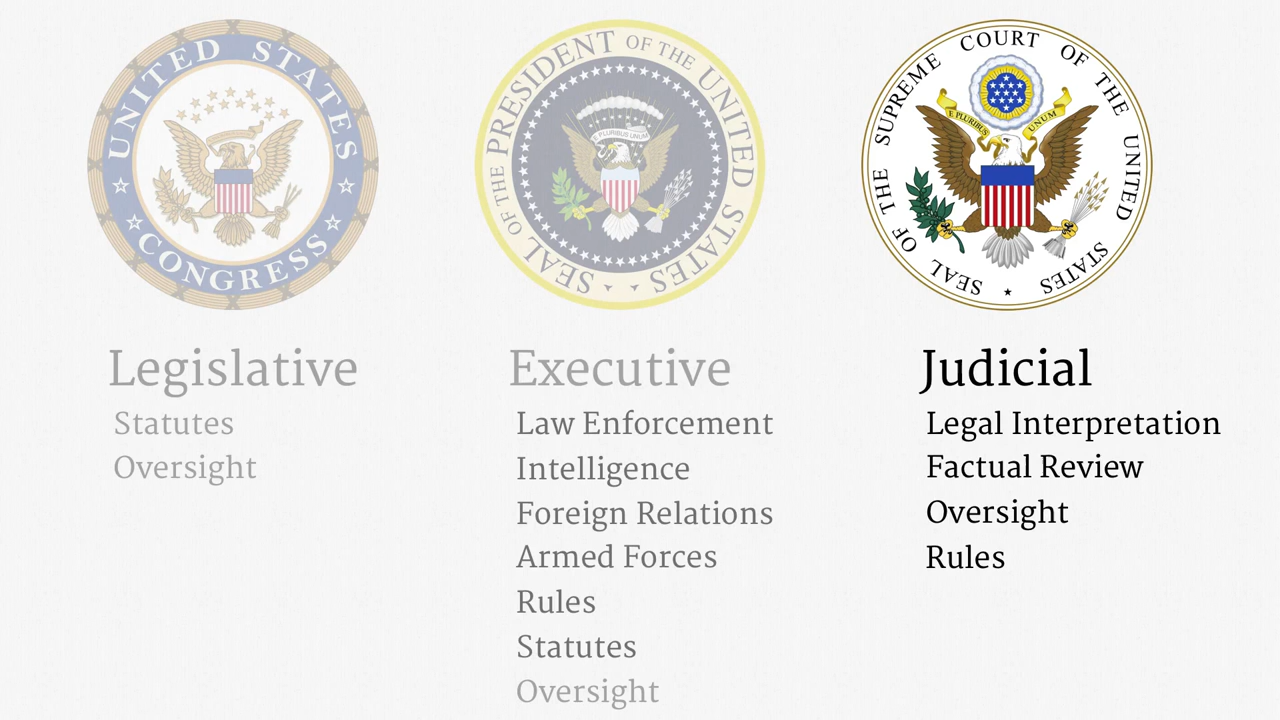 UNITED STATES
CONGRESS
SEAL OF THE PRESIDENT OF THE UNITED STATES
E PLURIBUS UNUM
SEAL OF THE SUPREME COURT OF THE UNITED STATES
E PLURIBUS UNUM
Legislative
Statutes
Oversight
Executive
Law Enforcement
Intelligence
Foreign Relations
Armed Forces
Rules
Statutes
Oversight
Judicial
Legal Interpretation
Factual Review
Oversight
Rules